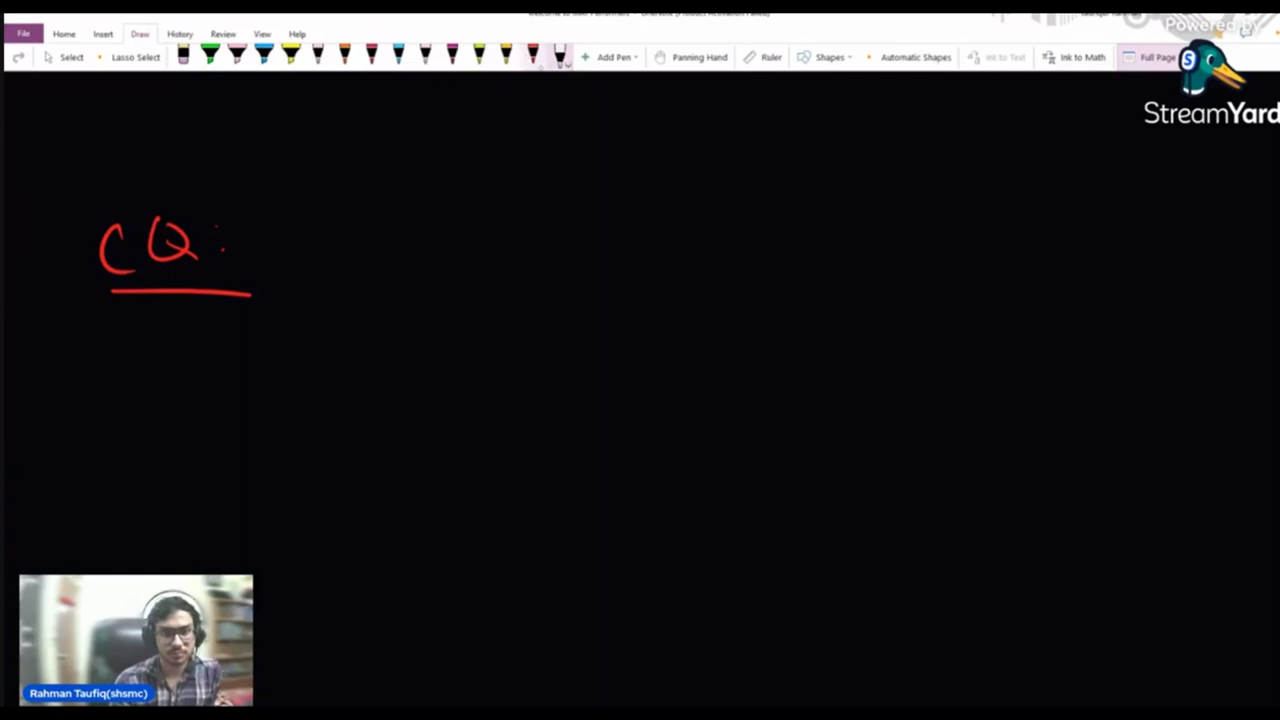 Powered by
File Home Insert Draw History Review View Help
Select Lasso Select Add Pen Panning Hand Ruler Shapes Automatic Shapes Ink to Text Ink to Math Full Page
StreamYard
CQ:
Rahman Taufiq(shsmc)